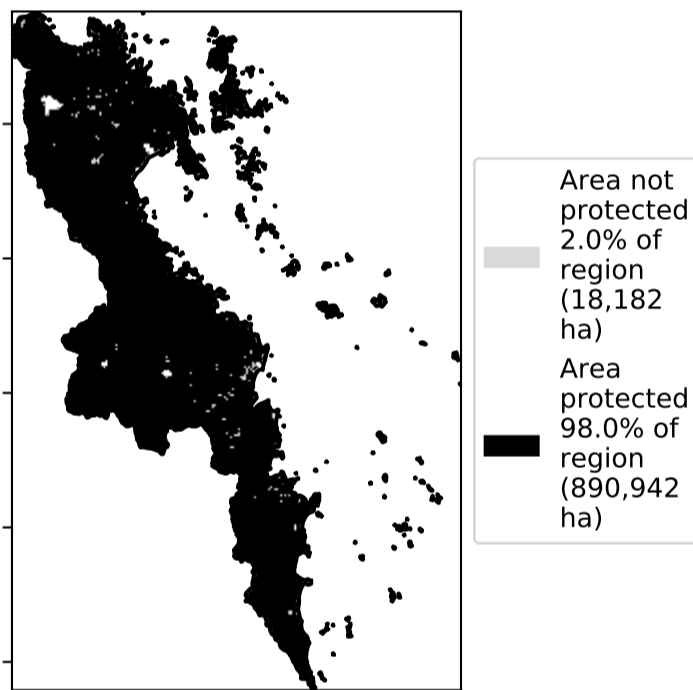 Area not
protected
2.0% of
region
(18,182
ha)
Area
protected
98.0% of
region
(890,942
ha)